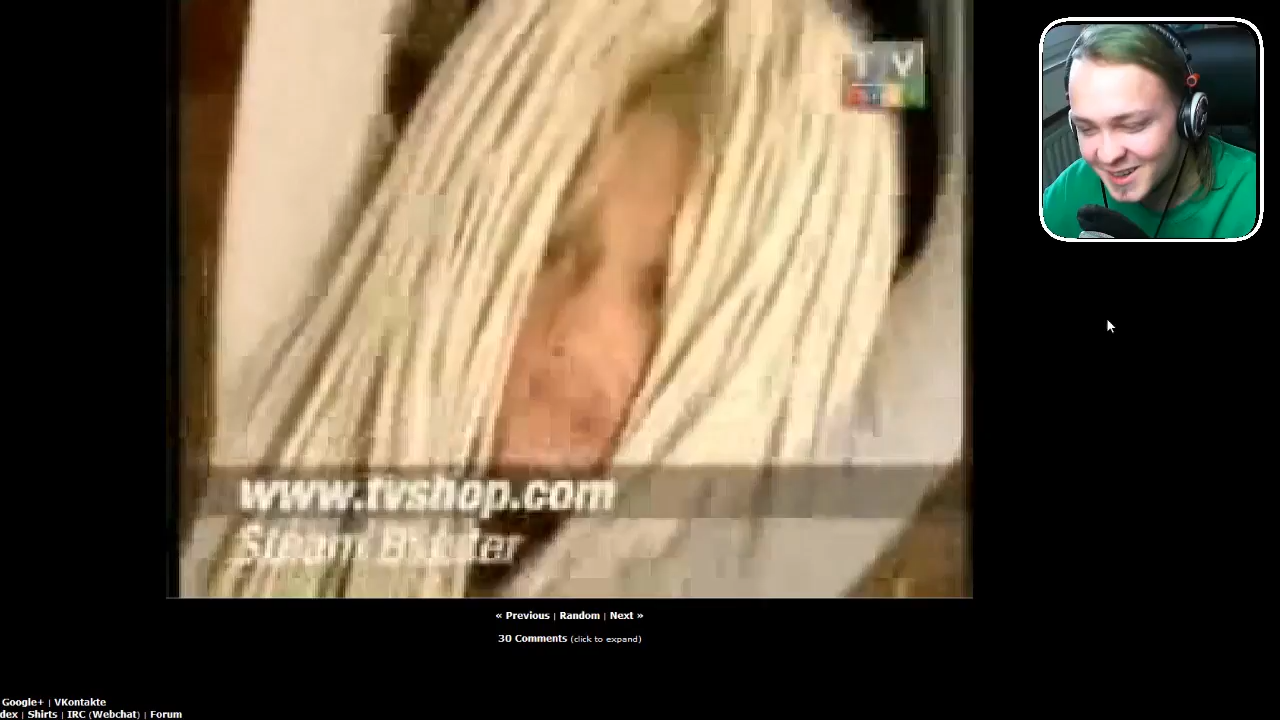 T V
www.tvshop.com
Steam Buster
« Previous | Random | Next »
30 Comments (click to expand)
Google+ | VKontakte
dex | Shirts | IRC (Webchat) | Forum